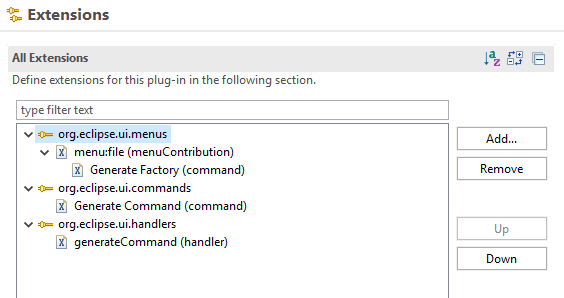 Extensions
All Extensions
Define extensions for this plug-in in the following section.
type filter text
org.eclipse.ui.menus
menu:file (menuContribution)
Generate Factory (command)
org.eclipse.ui.commands
Generate Command (command)
org.eclipse.ui.handlers
generateCommand (handler)
Add...
Remove
Up
Down